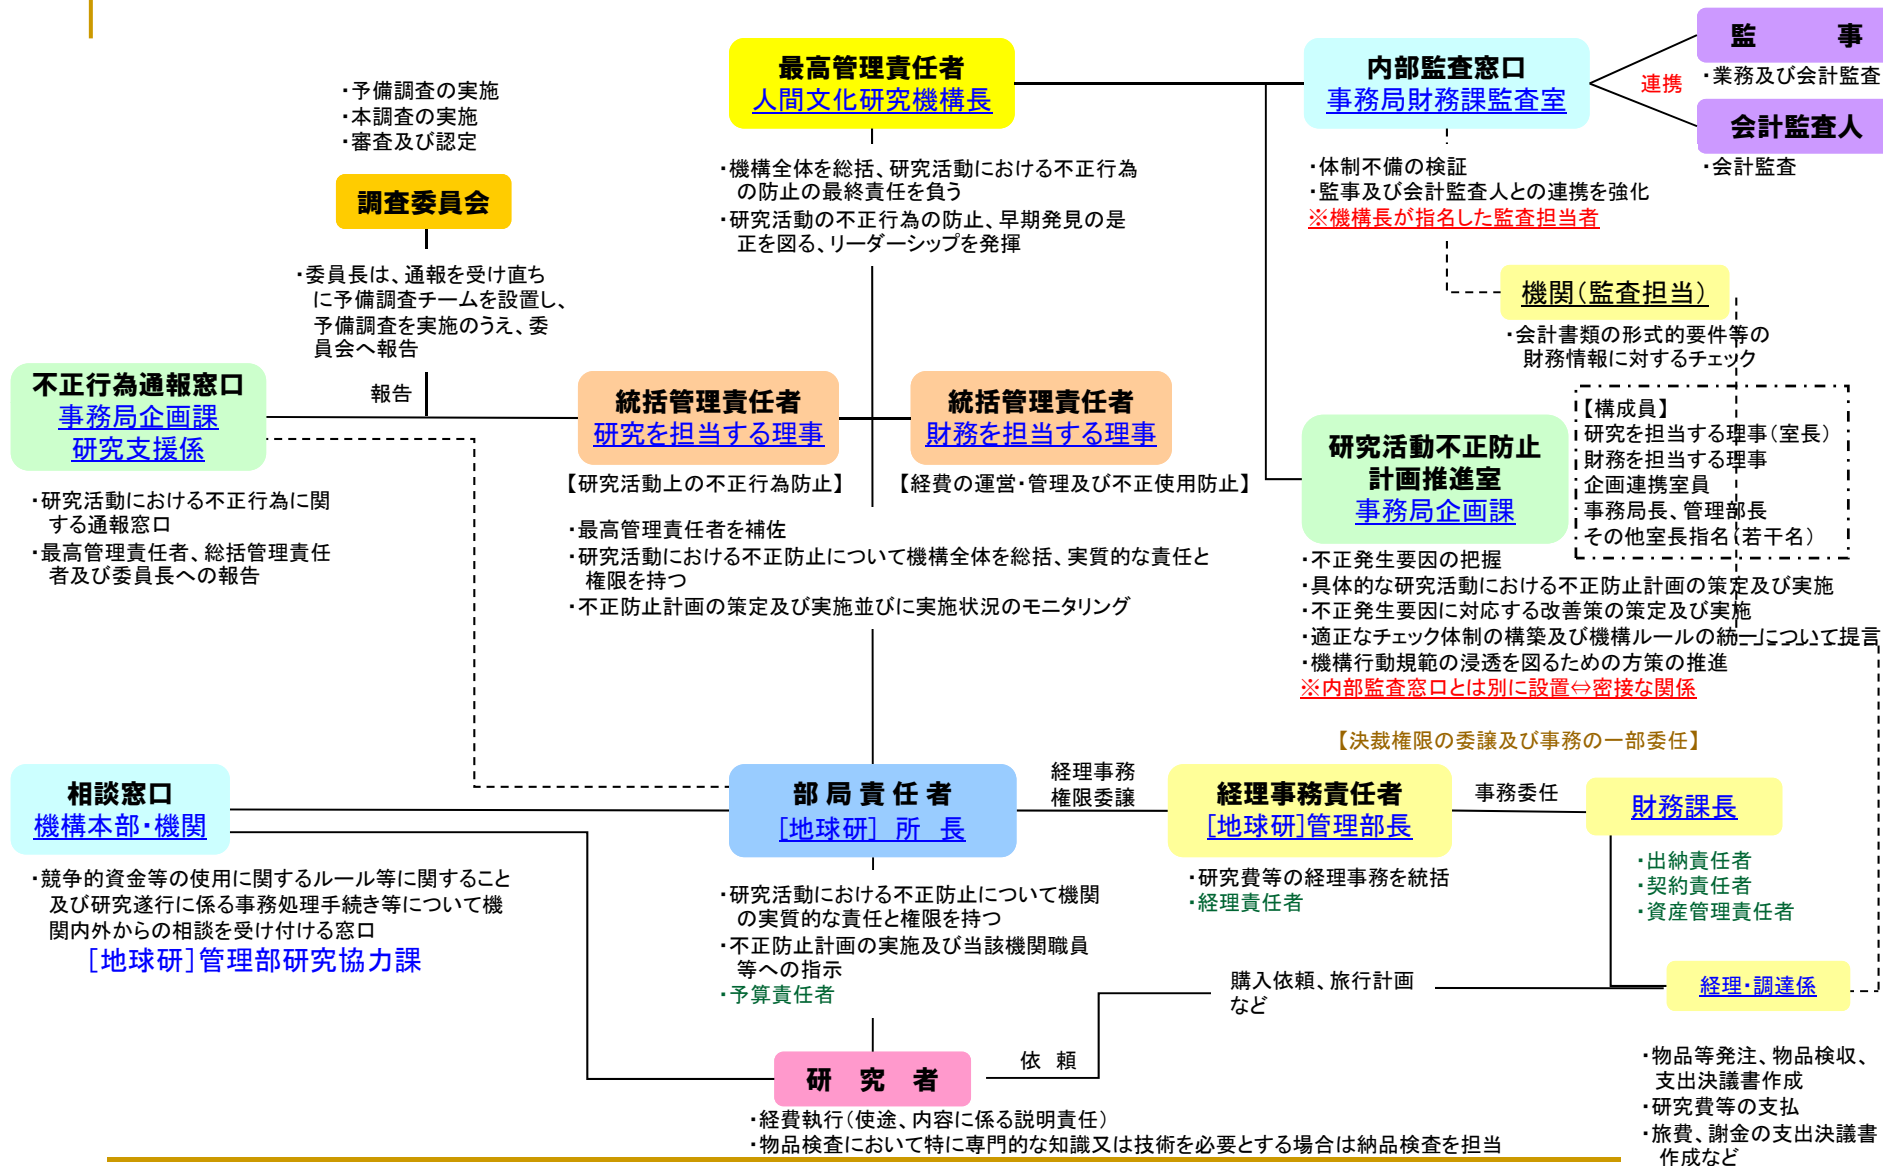 監　　事
・業務及び会計監査
連携
会計監査人
・会計監査
最高管理責任者
人間文化研究機構長
・機構全体を総括、研究活動における不正行為
の防止の最終責任を負う
・研究活動の不正行為の防止、早期発見の是
正を図る、リーダーシップを発揮
内部監査窓口
事務局財務課監査室
・体制不備の検証
・監事及び会計監査人との連携を強化
※機構長が指名した監査担当者
機関(監査担当)
・会計書類の形式的要件等の
財務情報に対するチェック
・予備調査の実施
・本調査の実施
・審査及び認定
調査委員会
・委員長は、通報を受け直ち
に予備調査チームを設置し、
予備調査を実施のうえ、委
員会へ報告
報告
不正行為通報窓口
事務局企画課
研究支援係
・研究活動における不正行為に関
する通報窓口
・最高管理責任者、総括管理責任
者及び委員長への報告
統括管理責任者
研究を担当する理事
【研究活動上の不正行為防止】
統括管理責任者
財務を担当する理事
【経費の運営・管理及び不正使用防止】
・最高管理責任者を補佐
・研究活動における不正防止について機構全体を総括、実質的な責任と
権限を持つ
・不正防止計画の策定及び実施並びに実施状況のモニタリング
研究活動不正防止
計画推進室
事務局企画課
【構成員】
研究を担当する理事(室長)
財務を担当する理事
企画連携室員
事務局長、管理部長
その他室長指名(若干名)
・不正発生要因の把握
・具体的な研究活動における不正防止計画の策定及び実施
・不正発生要因に対応する改善策の策定及び実施
・適正なチェック体制の構築及び機構ルールの統一について提言
・機構行動規範の浸透を図るための方策の推進
※内部監査窓口とは別に設置⇔密接な関係
【決裁権限の委譲及び事務の一部委任】
相談窓口
機構本部・機関
・競争的資金等の使用に関するルール等に関すること
及び研究遂行に係る事務処理手続き等について機
関内外からの相談を受け付ける窓口
[地球研]管理部研究協力課
部局責任者
[地球研]　所　長
・研究活動における不正防止について機関
の実質的な責任と権限を持つ
・不正防止計画の実施及び当該機関職員
等への指示
・予算責任者
経理事務
権限委譲
経理事務責任者
[地球研]管理部長
・研究費等の経理事務を統括
・経理責任者
事務委任
財務課長
・出納責任者
・契約責任者
・資産管理責任者
購入依頼、旅行計画
など
経理・調達係
・物品等発注、物品検収、
支出決議書作成
・研究費等の支払
・旅費、謝金の支出決議書
作成など
依　頼
研　究　者
・経費執行(使途、内容に係る説明責任)
・物品検査において特に専門的な知識又は技術を必要とする場合は納品検査を担当